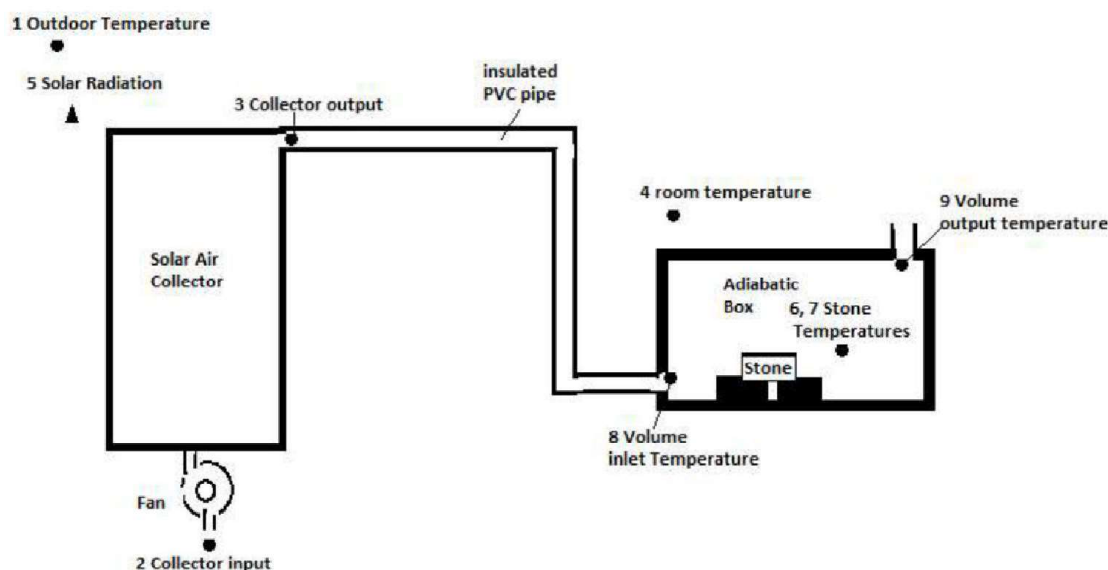 1 Outdoor Temperature
5 Solar Radiation
3 Collector output
insulated
PVC pipe
4 room temperature
9 Volume
output temperature
Solar Air
Collector
Adiabatic
Box
6, 7 Stone
Temperatures
Stone
8 Volume
inlet Temperature
Fan
2 Collector input